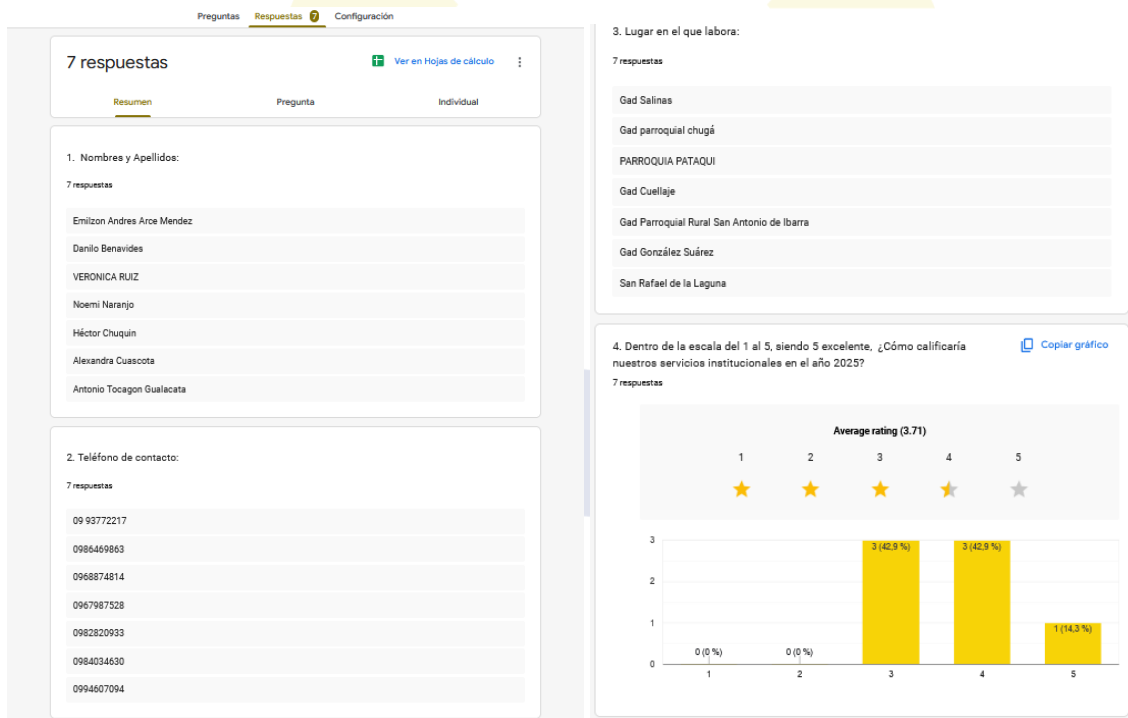 Preguntas Respuestas 7 Configuración
7 respuestas
Ver en Hojas de cálculo
Resumen Pregunta Individual
1. Nombres y Apellidos:
7 respuestas
Emilzon Andres Arce Mendez
Danilo Benavides
VERONICA RUIZ
Noemi Naranjo
Héctor Chuquin
Alexandra Cuascota
Antonio Tocagon Gualacata
2. Teléfono de contacto:
7 respuestas
09 93772217
0986469863
0968874814
0967987528
0982820933
0984034630
0994607094
3. Lugar en el que labora:
7 respuestas
Gad Salinas
Gad parroquial chugá
PARROQUIA PATAQUI
Gad Cuellaje
Gad Parroquial Rural San Antonio de Ibarra
Gad González Suárez
San Rafael de la Laguna
4. Dentro de la escala del 1 al 5, siendo 5 excelente, ¿Cómo calificaría
nuestros servicios institucionales en el año 2025?
Copiar gráfico
7 respuestas
Average rating (3.71)
1 2 3 4 5
3
2
1
0
0 (0 %) 0 (0 %) 3 (42,9 %) 3 (42,9 %) 1 (14,3 %)
1 2 3 4 5